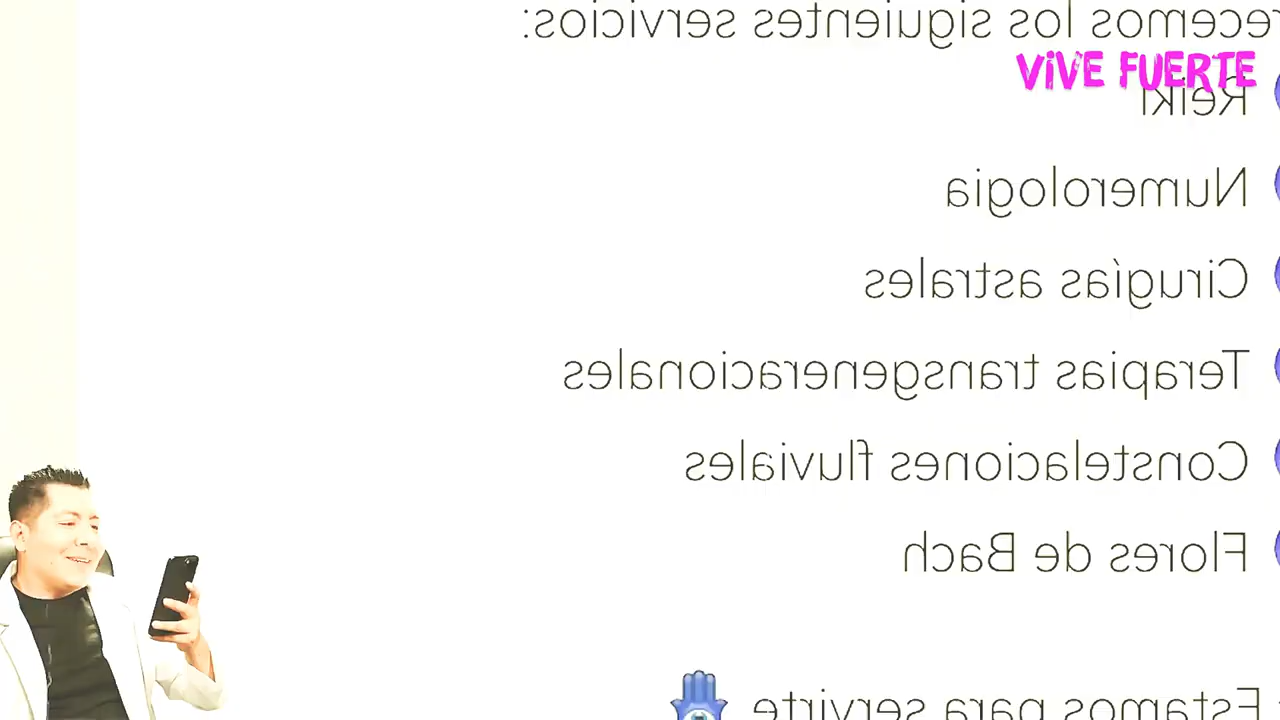 recemos los siguientes servicios:
VIVE FUERTE
Reiki
Numerologia
Cirugías astrales
Terapias transgeneracionales
Constelaciones fluviales
Flores de Bach
Estamos para servirte